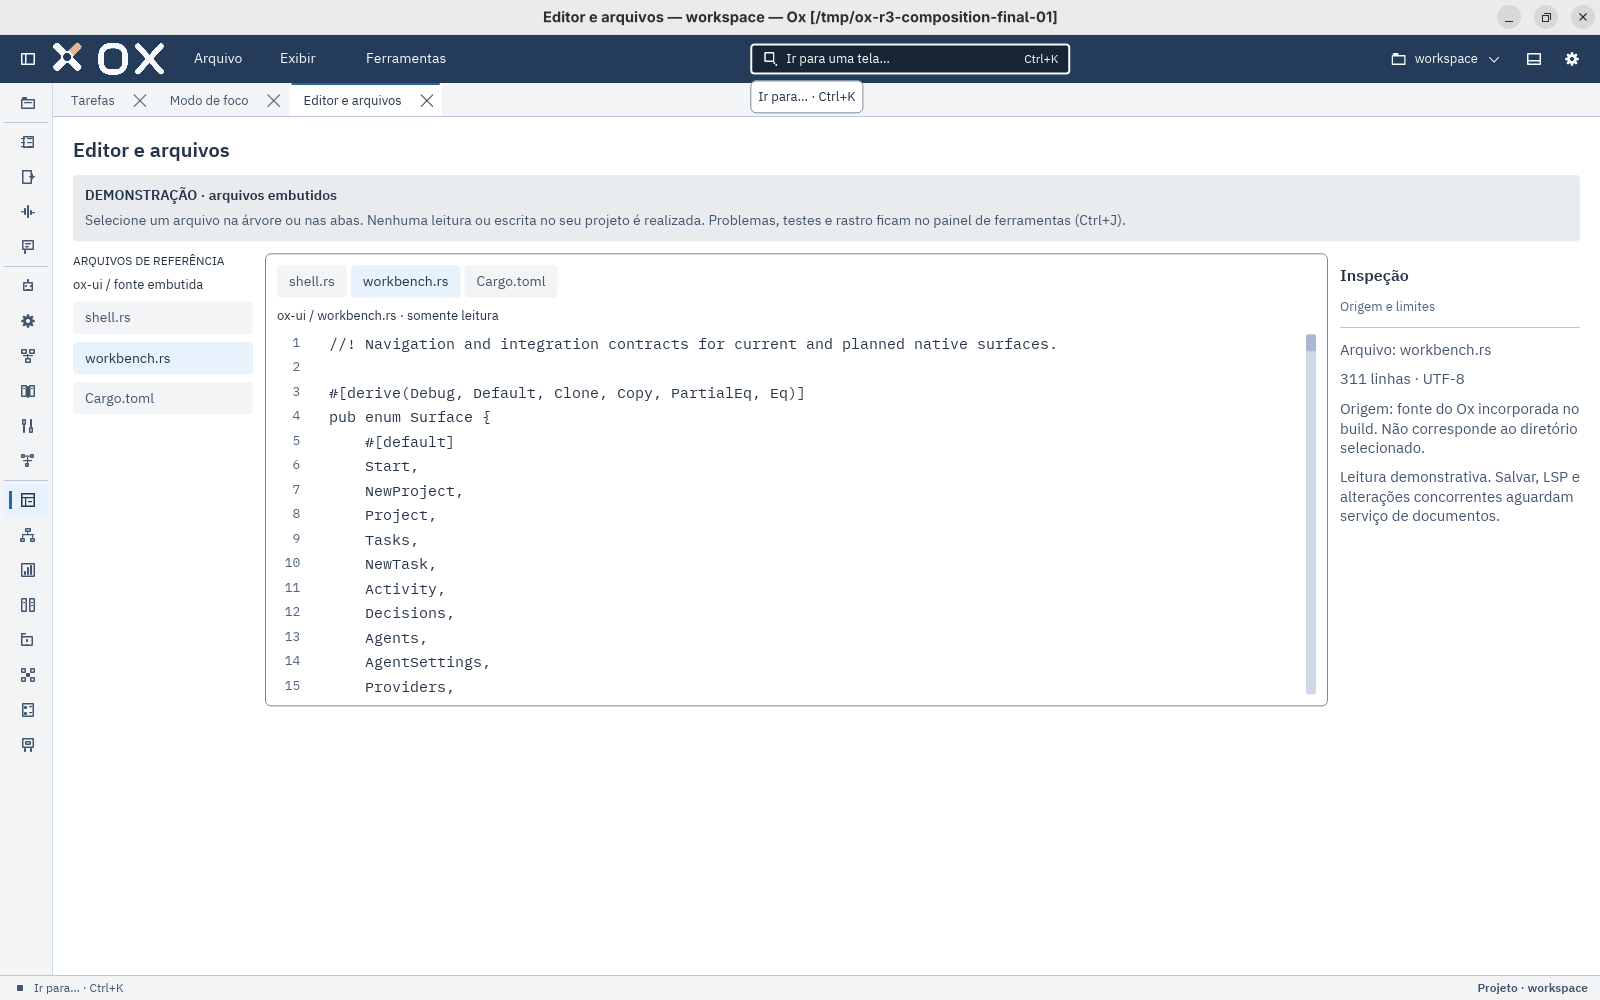 Editor e arquivos — workspace — Ox [/tmp/ox-r3-composition-final-01]
OX
Arquivo
Exibir
Ferramentas
Ir para uma tela... Ctrl+K
workspace
Tarefas
Modo de foco
Editor e arquivos
Ir para... · Ctrl+K
Editor e arquivos
DEMONSTRAÇÃO · arquivos embutidos
Selecione um arquivo na árvore ou nas abas. Nenhuma leitura ou escrita no seu projeto é realizada. Problemas, testes e rastro ficam no painel de ferramentas (Ctrl+J).
ARQUIVOS DE REFERÊNCIA
ox-ui / fonte embutida
shell.rs
workbench.rs
Cargo.toml
shell.rs
workbench.rs
Cargo.toml
ox-ui / workbench.rs · somente leitura
1 //! Navigation and integration contracts for current and planned native surfaces.
2
3 #[derive(Debug, Default, Clone, Copy, PartialEq, Eq)]
4 pub enum Surface {
5 #[default]
6 Start,
7 NewProject,
8 Project,
9 Tasks,
10 NewTask,
11 Activity,
12 Decisions,
13 Agents,
14 AgentSettings,
15 Providers,
Inspeção
Origem e limites
Arquivo: workbench.rs
311 linhas · UTF-8
Origem: fonte do Ox incorporada no
build. Não corresponde ao diretório
selecionado.
Leitura demonstrativa. Salvar, LSP e
alterações concorrentes aguardam
serviço de documentos.
Ir para... · Ctrl+K
Projeto · workspace